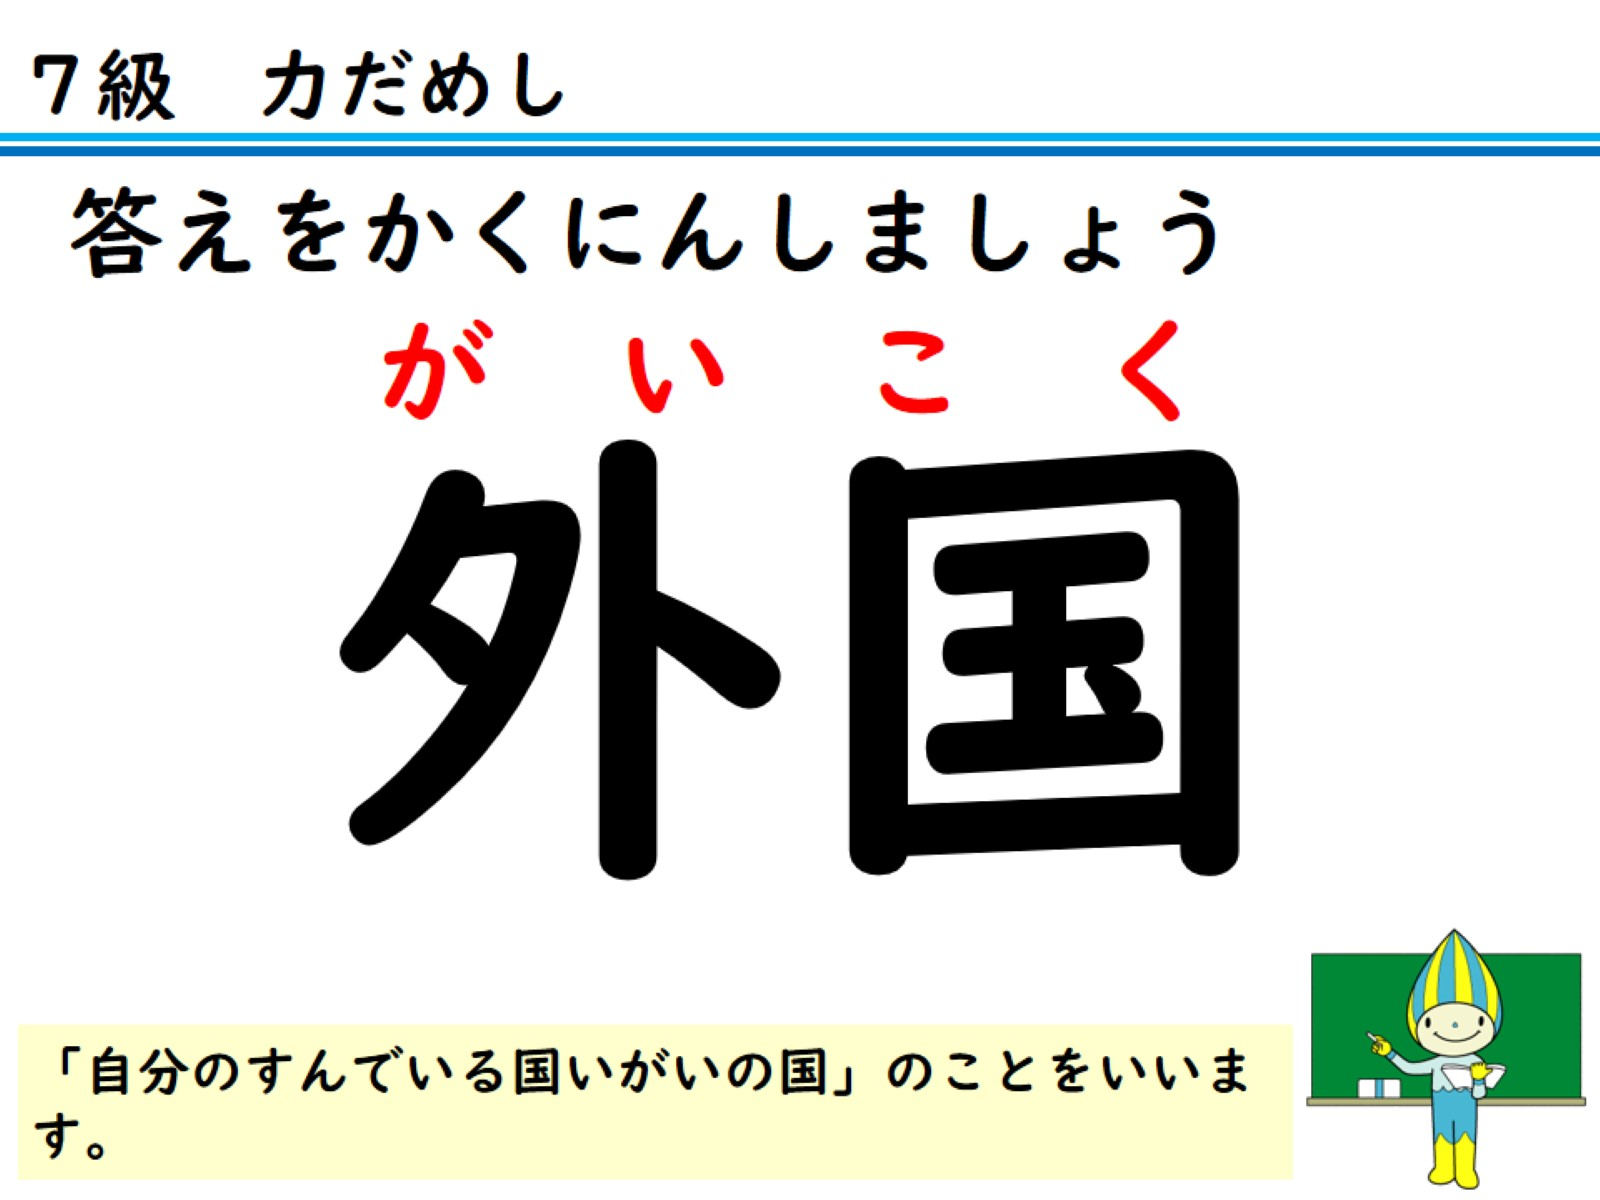 ７級　力だめし
答えをかくにんしましょう
がいこく
外国
「自分のすんでいる国いがいの国」のことをいいま
す。